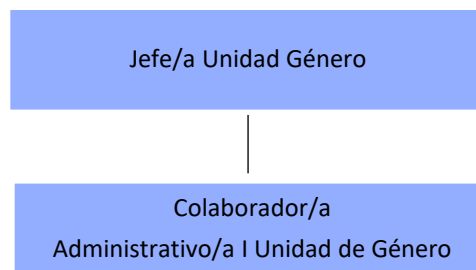 Jefe/a Unidad Género
Colaborador/a
Administrativo/a I Unidad de Género